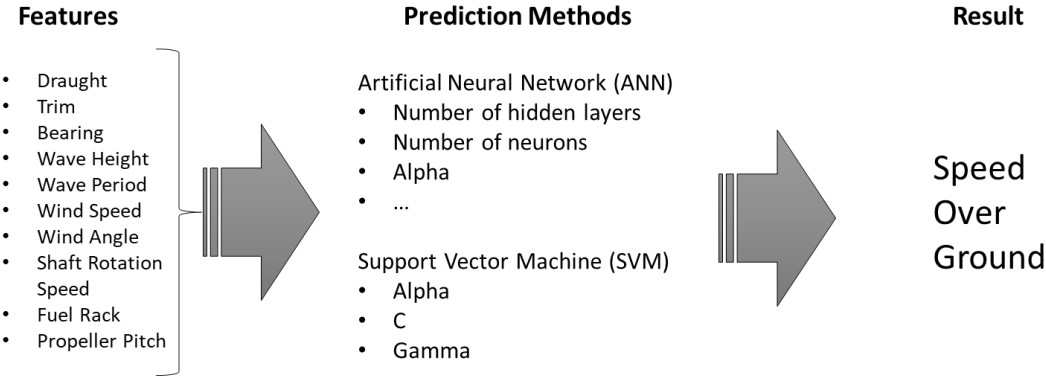 Features
• Draught
• Trim
• Bearing
• Wave Height
• Wave Period
• Wind Speed
• Wind Angle
• Shaft Rotation
Speed
• Fuel Rack
• Propeller Pitch
Prediction Methods
Artificial Neural Network (ANN)
• Number of hidden layers
• Number of neurons
• Alpha
• ...
Support Vector Machine (SVM)
• Alpha
• C
• Gamma
Result
Speed
Over
Ground